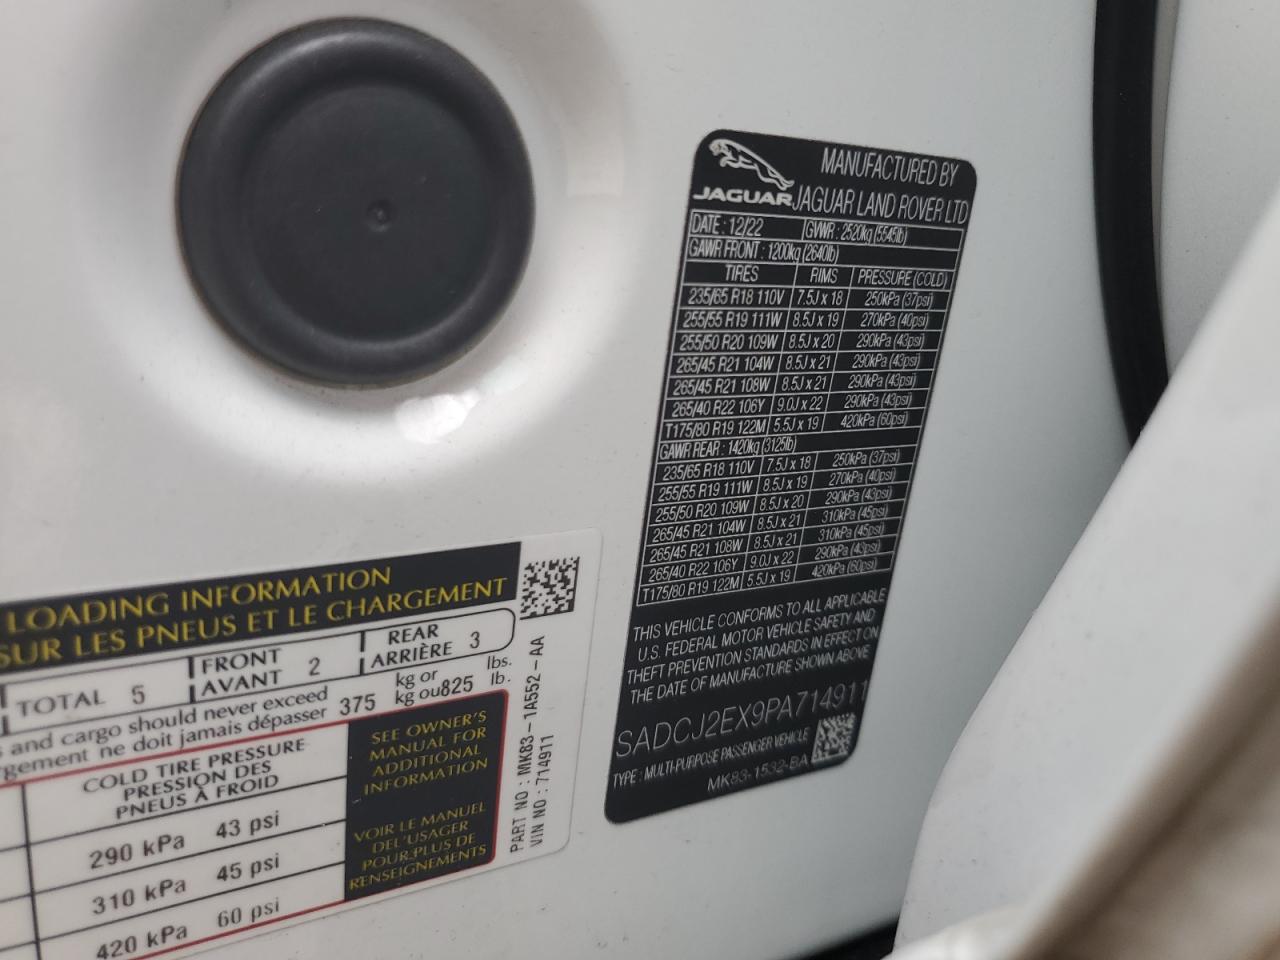 LOADING INFORMATION
SUR LES PNEUS ET LE CHARGEMENT
TOTAL 5
FRONT
AVANT 2
REAR
ARRIÈRE 3
and cargo should never exceed
ne doit jamais dépasser 375 kg or
kg ou 825 lbs.
lb.
COLD TIRE PRESSURE
PRESSION DES
PNEUS À FROID
290 kPa 43 psi
310 kPa 45 psi
420 kPa 60 psi
SEE OWNER'S
MANUAL FOR
ADDITIONAL
INFORMATION
VOIR LE MANUEL
DEL'USAGER
POUR PLUS DE
RENSEIGNEMENTS
PART NO : MK83-1A552-AA
VIN NO : 714911
JAGUAR
MANUFACTURED BY
JAGUAR LAND ROVER LTD
DATE : 12/22 GVWR : 2520kg (5545lb)
GAWR FRONT : 1200kg (2640lb)
TIRES RIMS PRESSURE (COLD)
235/65 R18 110V 7.5J x 18 250kPa (37psi)
255/55 R19 111W 8.5J x 19 270kPa (40psi)
255/50 R20 109W 8.5J x 20 290kPa (43psi)
265/45 R21 104W 8.5J x 21 290kPa (43psi)
265/45 R21 108W 8.5J x 21 290kPa (43psi)
265/40 R22 106Y 9.0J x 22 290kPa (43psi)
T175/80 R19 122M 5.5J x 19 420kPa (60psi)
GAWR REAR : 1420kg (3125lb)
235/65 R18 110V 7.5J x 18 250kPa (37psi)
255/55 R19 111W 8.5J x 19 270kPa (40psi)
255/50 R20 109W 8.5J x 20 290kPa (43psi)
265/45 R21 104W 8.5J x 21 310kPa (45psi)
265/45 R21 108W 8.5J x 21 310kPa (45psi)
265/40 R22 106Y 9.0J x 22 290kPa (43psi)
T175/80 R19 122M 5.5J x 19 420kPa (60psi)
THIS VEHICLE CONFORMS TO ALL APPLICABLE
U.S. FEDERAL MOTOR VEHICLE SAFETY AND
THEFT PREVENTION STANDARDS IN EFFECT ON
THE DATE OF MANUFACTURE SHOWN ABOVE
SADCJ2EX9PA714911
TYPE : MULTI-PURPOSE PASSENGER VEHICLE
MK83-1532-BA